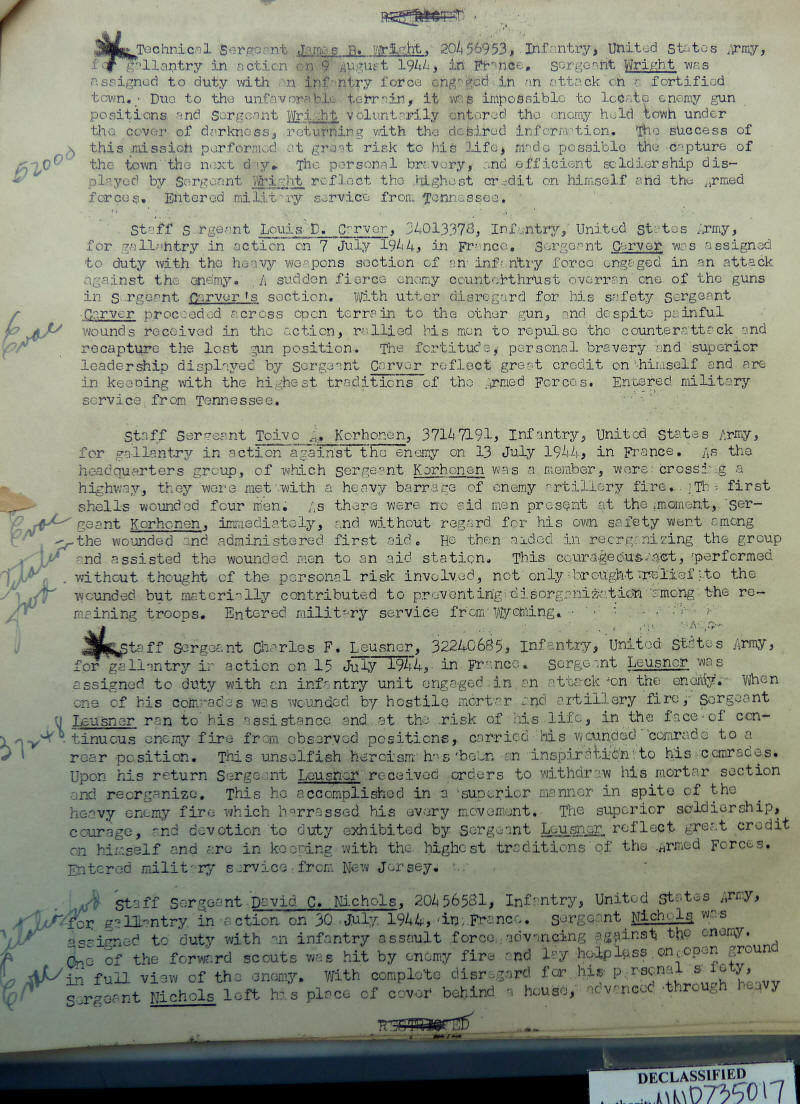 RESTRICTED
Technical Sergeant James B. Wright, 20456953, Infantry, United States Army,
for gallantry in action on 9 August 1944, in France. Sergeant Wright was
assigned to duty with an infantry force engaged in an attack on a fortified
town. Due to the unfavorable terrain, it was impossible to locate enemy gun
positions and Sergeant Wright voluntarily entered the enemy held town under
the cover of darkness, returning with the desired information. The success of
this mission performed at great risk to his life, made possible the capture of
the town the next day. The personal bravery, and efficient soldiership dis-
played by Sergeant Wright reflect the highest credit on himself and the Armed
forces. Entered military service from Tennessee.
52000
Staff Sergeant Louis D. Carver, 34013378, Infantry, United States Army,
for gallantry in action on 7 July 1944, in France. Sergeant Carver was assigned
to duty with the heavy weapons section of an infantry force engaged in an attack
against the enemy. A sudden fierce enemy counterthrust overran one of the guns
in Sergeant Carver's section. With utter disregard for his safety Sergeant
Carver proceeded across open terrain to the other gun, and despite painful
wounds received in the action, rallied his men to repulse the counterattack and
recapture the lost gun position. The fortitude, personal bravery and superior
leadership displayed by Sergeant Carver reflect great credit on himself and are
in keeping with the highest traditions of the Armed Forces. Entered military
service from Tennessee.
Evac
Staff Sergeant Toivo A. Korhonen, 37147191, Infantry, United States Army,
for gallantry in action against the enemy on 13 July 1944, in France. As the
headquarters group, of which Sergeant Korhonen was a member, were crossing a
highway, they were met with a heavy barrage of enemy artillery fire. The first
shells wounded four men. As there were no aid men present at the moment, Ser-
geant Korhonen, immediately, and without regard for his own safety went among
the wounded and administered first aid. He then aided in reorganizing the group
and assisted the wounded men to an aid station. This courageous act, performed
without thought of the personal risk involved, not only brought relief to the
wounded but materially contributed to preventing disorganization among the re-
maining troops. Entered military service from Wyoming.
Evac
Staff Sergeant Charles F. Leusner, 32240685, Infantry, United States Army,
for gallantry in action on 15 July 1944, in France. Sergeant Leusner was
assigned to duty with an infantry unit engaged in an attack on the enemy. When
one of his comrades was wounded by hostile mortar and artillery fire, Sergeant
Leusner ran to his assistance and at the risk of his life, in the face of con-
tinuous enemy fire from observed positions, carried his wounded comrade to a
rear position. This unselfish heroism has been an inspiration to his comrades.
Upon his return Sergeant Leusner received orders to withdraw his mortar section
and reorganize. This he accomplished in a superior manner in spite of the
heavy enemy fire which harrassed his every movement. The superior soldiership,
courage, and devotion to duty exhibited by Sergeant Leusner reflect great credit
on himself and are in keeping with the highest traditions of the Armed Forces.
Entered military service from New Jersey.
Staff Sergeant David C. Nichols, 20456581, Infantry, United States Army,
for gallantry in action on 30 July 1944, in France. Sergeant Nichols was
assigned to duty with an infantry assault force advancing against the enemy.
One of the forward scouts was hit by enemy fire and lay helpless on open ground
in full view of the enemy. With complete disregard for his personal safety,
Sergeant Nichols left his place of cover behind a house, advanced through heavy
Evac
RESTRICTED
DECLASSIFIED
Authority NND735017